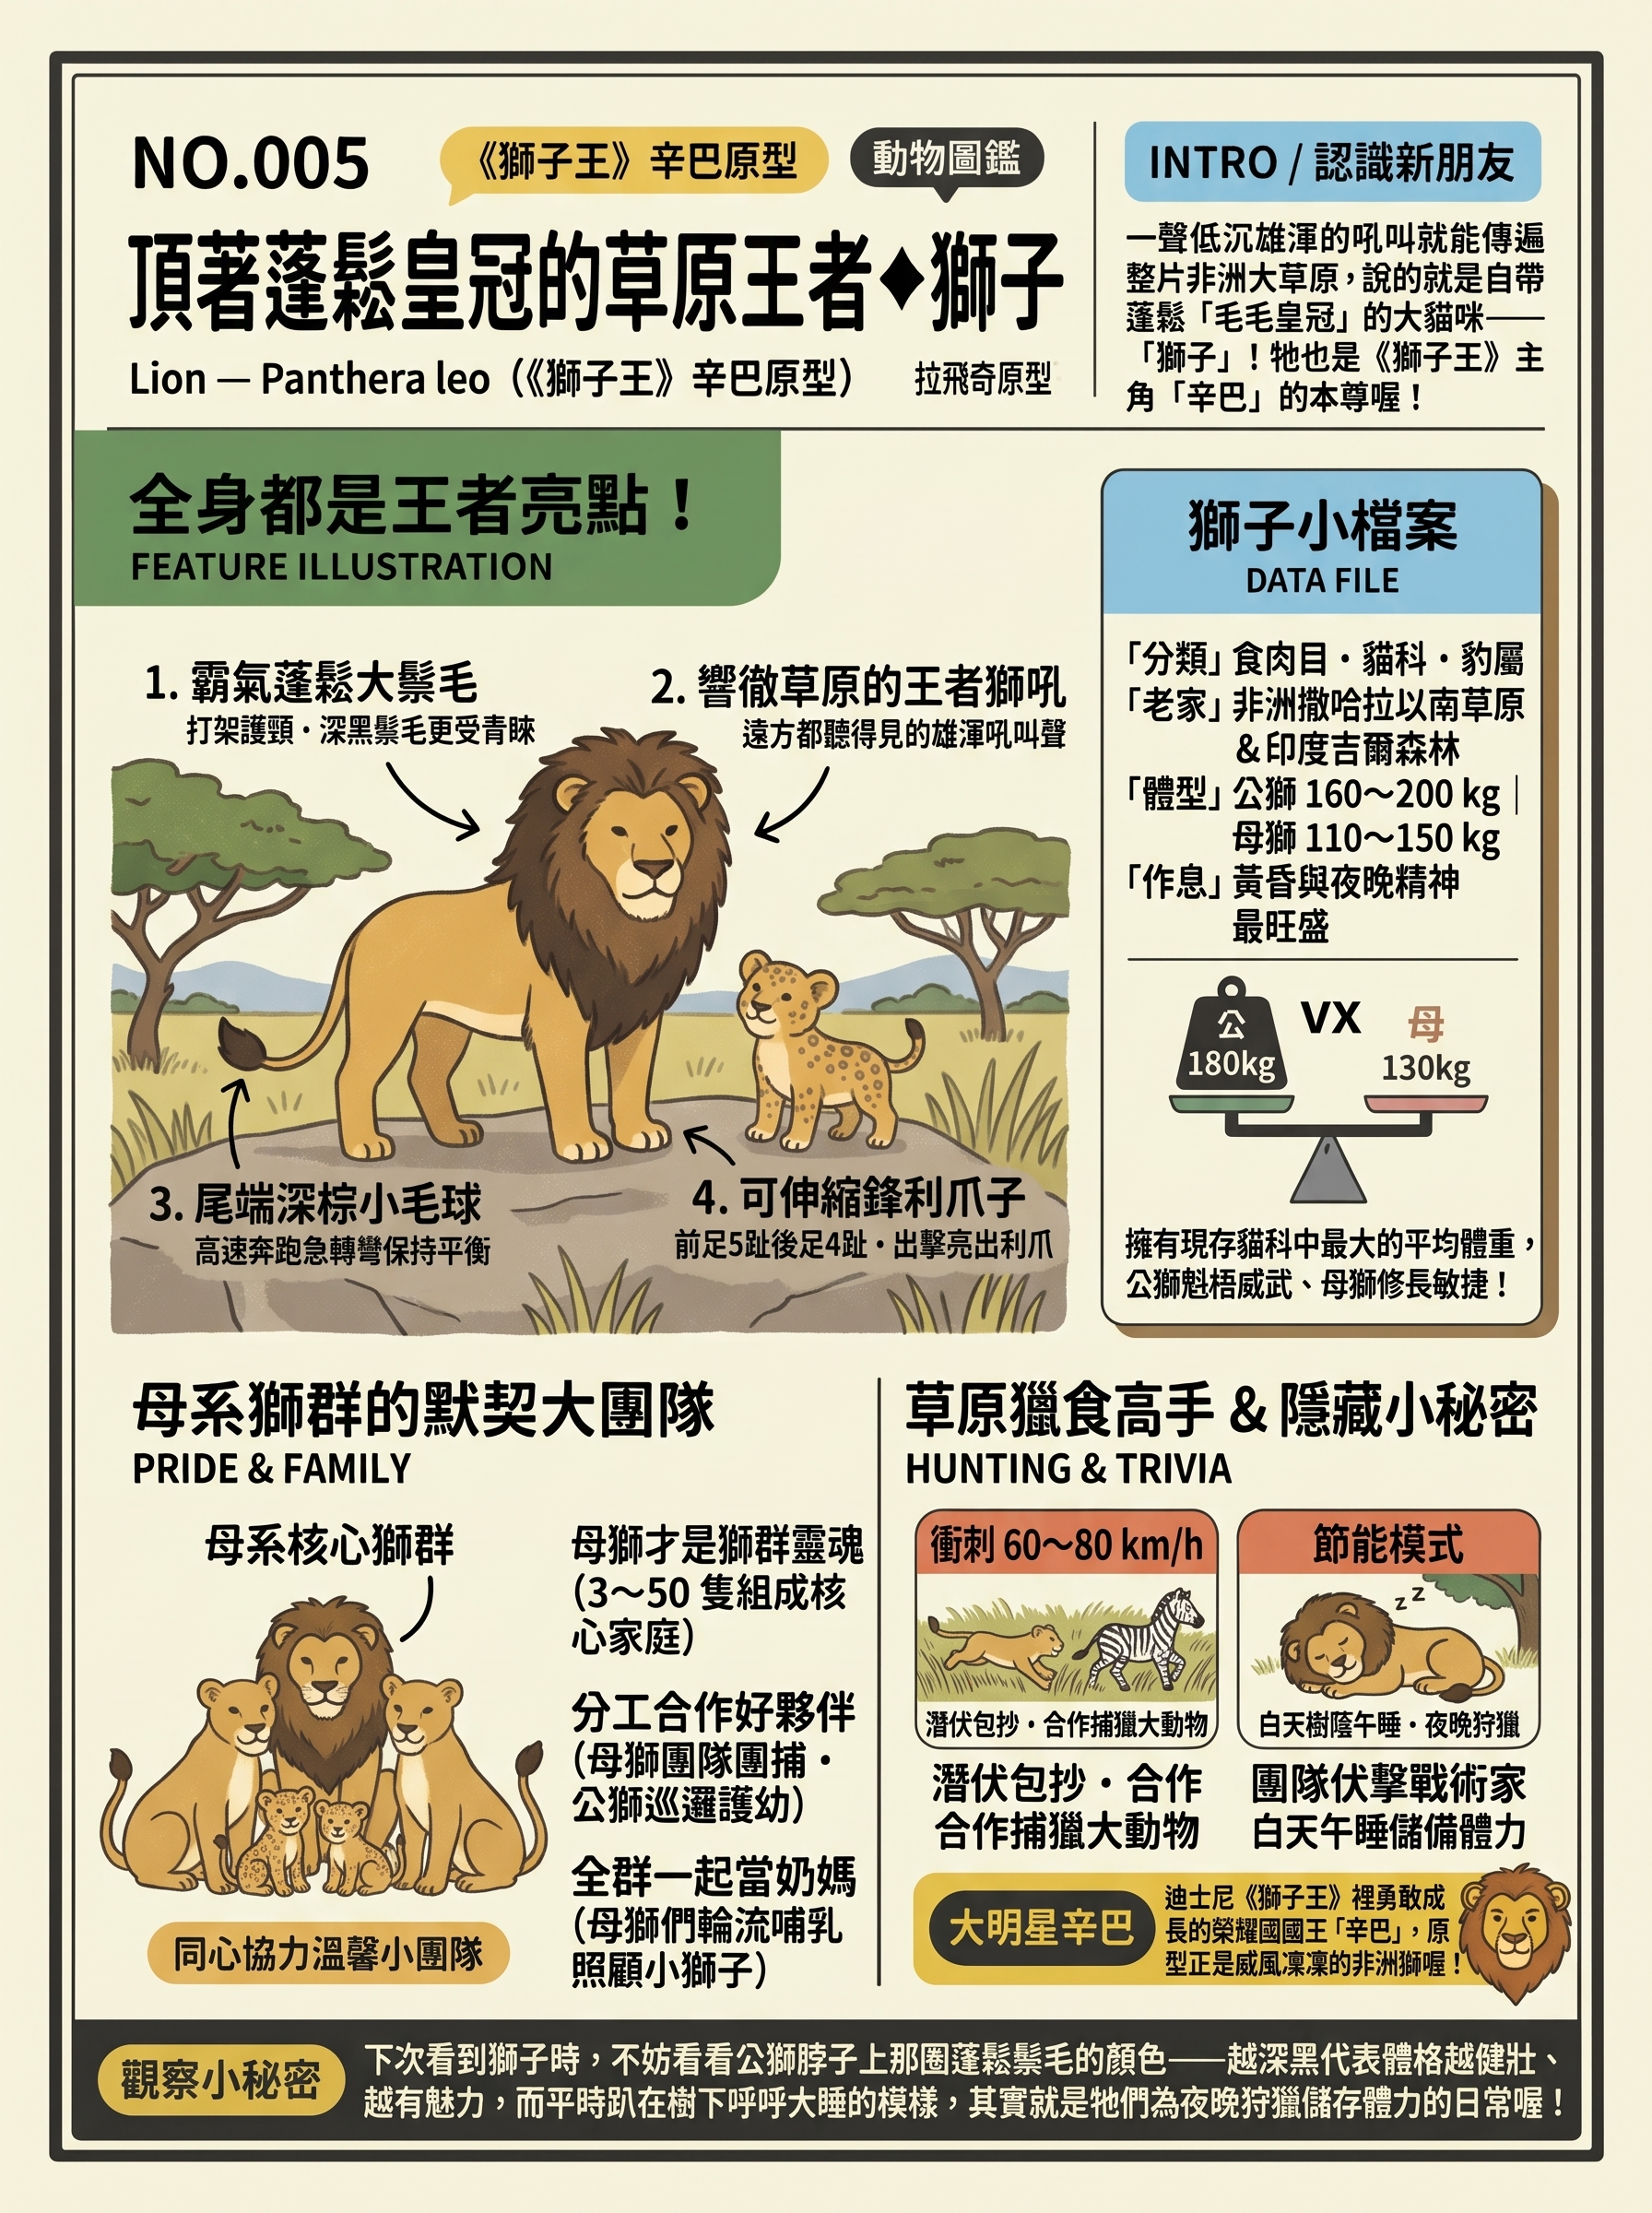 NO.005
《獅子王》辛巴原型
動物圖鑑
頂著蓬鬆皇冠的草原王者♦獅子
Lion — Panthera leo（《獅子王》辛巴原型）
拉飛奇原型
INTRO / 認識新朋友
一聲低沉雄渾的吼叫就能傳遍
整片非洲大草原，說的就是自帶
蓬鬆「毛毛皇冠」的大貓咪——
「獅子」！牠也是《獅子王》主
角「辛巴」的本尊喔！
全身都是王者亮點！
FEATURE ILLUSTRATION
1. 霸氣蓬鬆大鬃毛
打架護頸・深黑鬃毛更受青睞
2. 響徹草原的王者獅吼
遠方都聽得見的雄渾吼叫聲
3. 尾端深棕小毛球
高速奔跑急轉彎保持平衡
4. 可伸縮鋒利爪子
前足5趾後足4趾・出擊亮出利爪
獅子小檔案
DATA FILE
「分類」食肉目・貓科・豹屬
「老家」非洲撒哈拉以南草原
＆印度吉爾森林
「體型」公獅 160～200 kg｜
母獅 110～150 kg
「作息」黃昏與夜晚精神
最旺盛
公
180kg
VX
母
130kg
擁有現存貓科中最大的平均體重，
公獅魁梧威武、母獅修長敏捷！
母系獅群的默契大團隊
PRIDE & FAMILY
母系核心獅群
同心協力溫馨小團隊
母獅才是獅群靈魂
(3～50 隻組成核
心家庭)
分工合作好夥伴
(母獅團隊團捕・
公獅巡邏護幼)
全群一起當奶媽
(母獅們輪流哺乳
照顧小獅子)
草原獵食高手 & 隱藏小秘密
HUNTING & TRIVIA
衝刺 60～80 km/h
潛伏包抄・合作捕獵大動物
潛伏包抄・合作
合作捕獵大動物
節能模式
z z
白天樹蔭午睡・夜晚狩獵
團隊伏擊戰術家
白天午睡儲備體力
大明星辛巴
迪士尼《獅子王》裡勇敢成
長的榮耀國國王「辛巴」，原
型正是威風凜凜的非洲獅喔！
觀察小秘密
下次看到獅子時，不妨看看公獅脖子上那圈蓬鬆鬃毛的顏色——越深黑代表體格越健壯、
越有魅力，而平時趴在樹下呼呼大睡的模樣，其實就是牠們為夜晚狩獵儲存體力的日常喔！